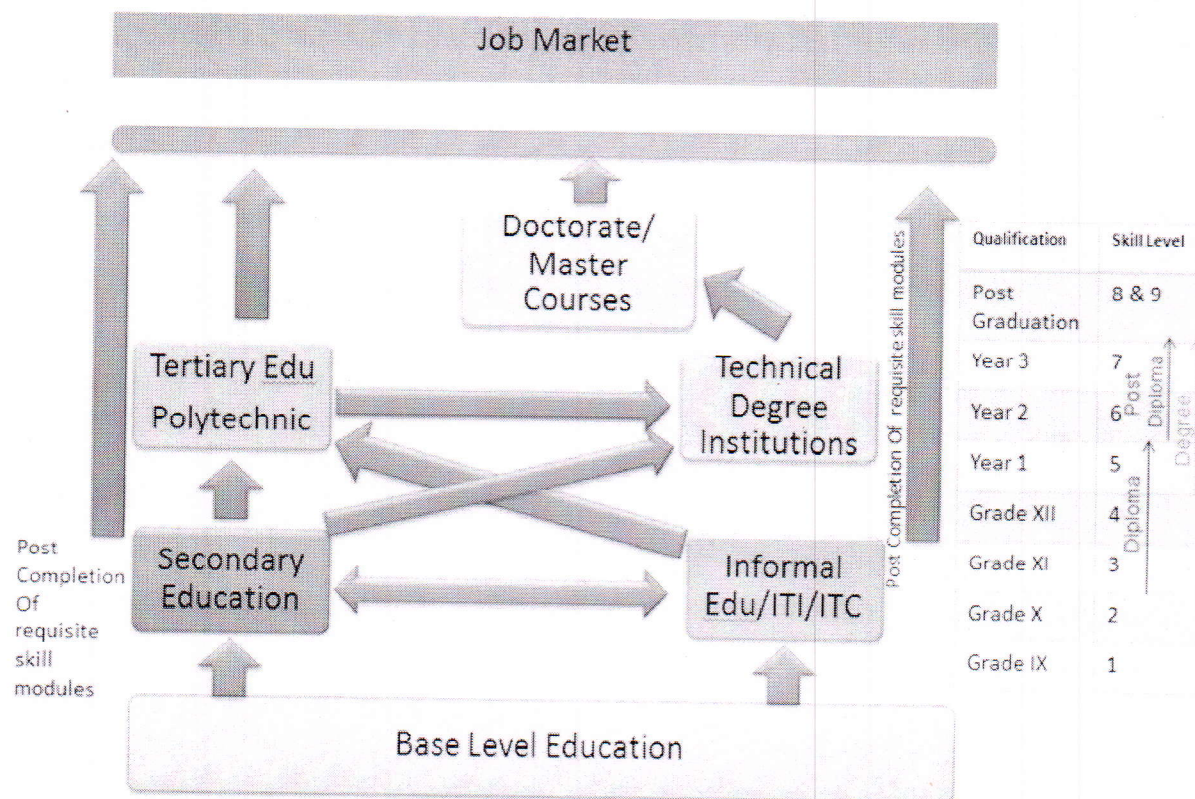 Job Market
Doctorate/
Master
Courses
Tertiary Edu
Polytechnic
Technical
Degree
Institutions
Secondary
Education
Informal
Edu/ITI/ITC
Base Level Education
Post
Completion
Of
requisite
skill
modules
Post Completion Of requisite skill modules
Qualification Skill Level
Post
Graduation
8 & 9
Year 3 7
Year 2 6
Year 1 5
Grade XII 4
Grade XI 3
Grade X 2
Grade IX 1
Diploma
Post
Diploma
Degree